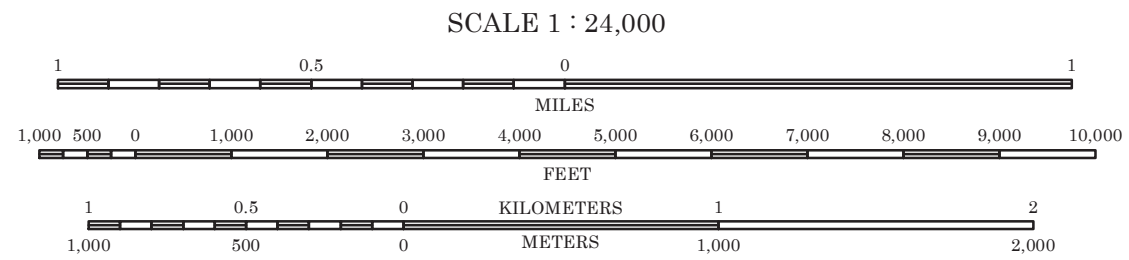 SCALE 1 : 24,000
1 0.5 0 1
MILES
1,000 500 0 1,000 2,000 3,000 4,000 5,000 6,000 7,000 8,000 9,000 10,000
FEET
1 0.5 0 KILOMETERS 1 2
1,000 500 0 METERS 1,000 2,000